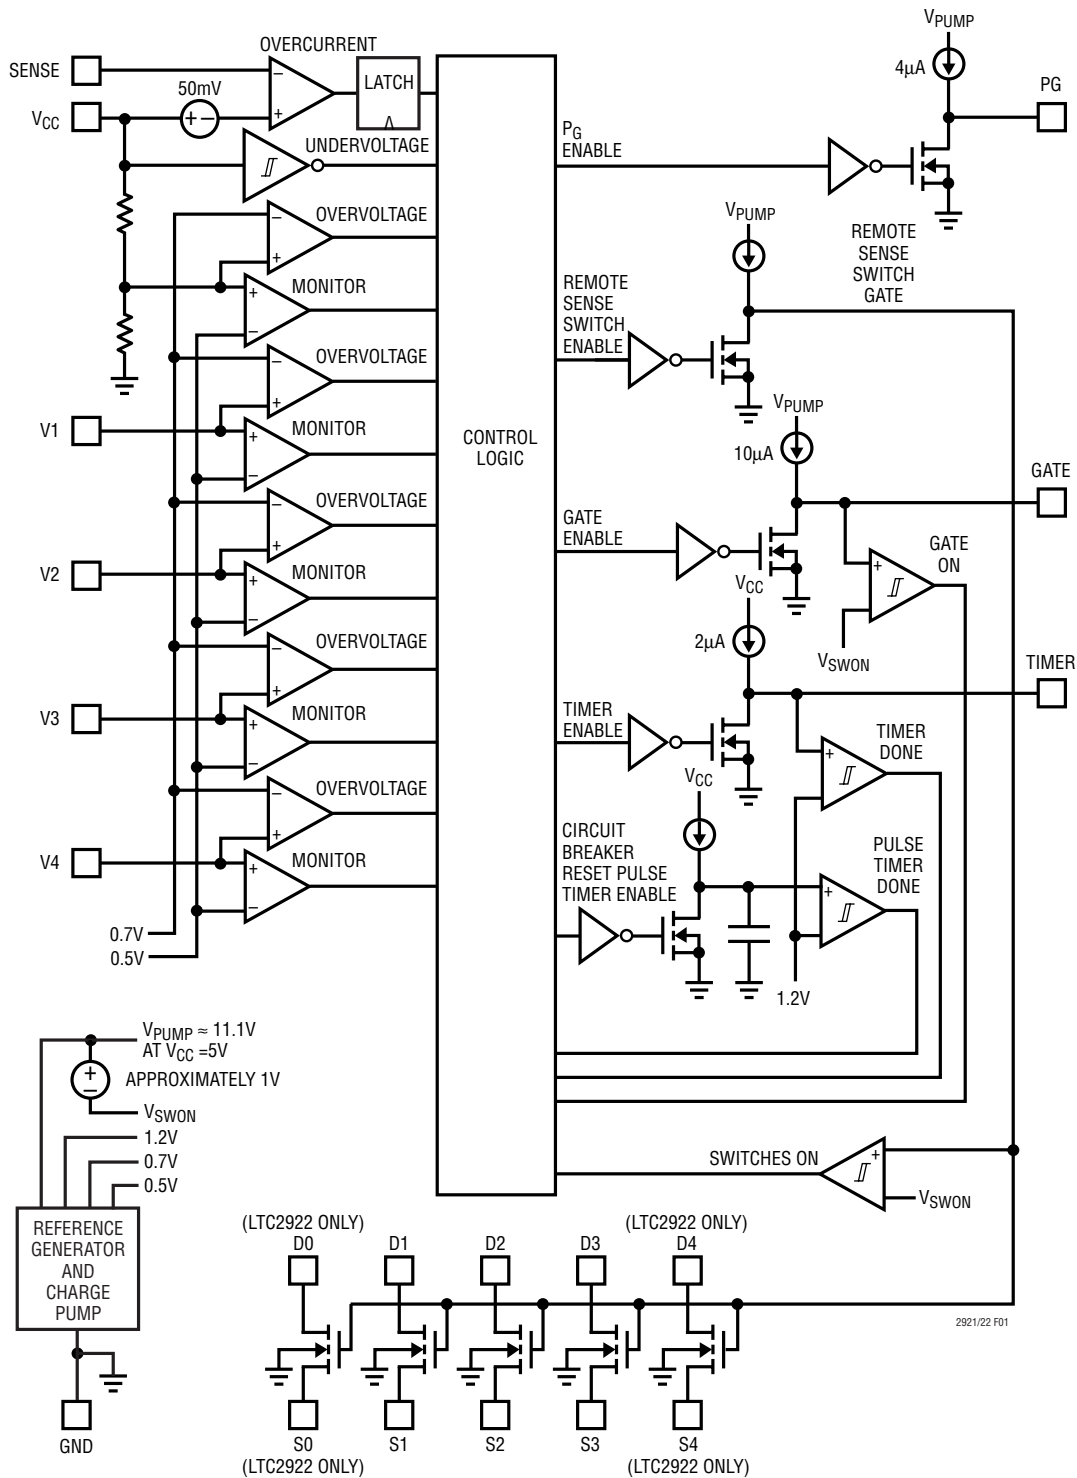 VPUMP
OVERCURRENT
SENSE
4µA
LATCH
50mV
PG
VCC
PG
ENABLE
UNDERVOLTAGE
OVERVOLTAGE
VPUMP
REMOTE
SENSE
SWITCH
GATE
MONITOR
REMOTE
SENSE
SWITCH
ENABLE
OVERVOLTAGE
VPUMP
V1
MONITOR
CONTROL
LOGIC
10µA
GATE
OVERVOLTAGE
GATE
ENABLE
GATE
ON
V2
MONITOR
VCC
OVERVOLTAGE
2µA
VSWON
TIMER
V3
MONITOR
TIMER
ENABLE
TIMER
DONE
VCC
OVERVOLTAGE
CIRCUIT
BREAKER
RESET PULSE
TIMER ENABLE
PULSE
TIMER
DONE
V4
MONITOR
0.7V
0.5V
1.2V
VPUMP ≈ 11.1V
AT VCC =5V
APPROXIMATELY 1V
VSWON
1.2V
0.7V
0.5V
SWITCHES ON
VSWON
REFERENCE
GENERATOR
AND
CHARGE
PUMP
GND
(LTC2922 ONLY)
(LTC2922 ONLY)
D0 D1 D2 D3 D4
2921/22 F01
S0 S1 S2 S3 S4
(LTC2922 ONLY)
(LTC2922 ONLY)